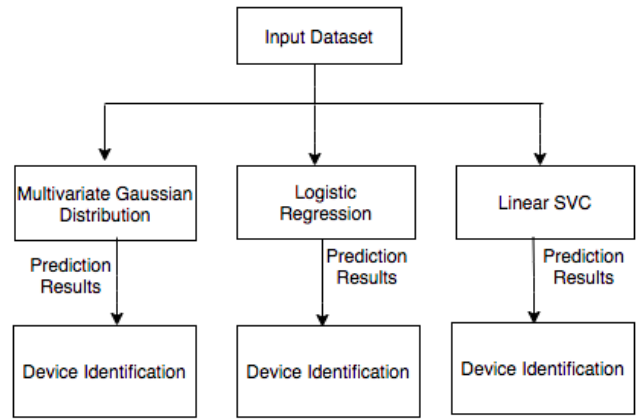 Input Dataset
Multivariate Gaussian
Distribution
Logistic
Regression
Linear SVC
Prediction
Results
Prediction
Results
Prediction
Results
Device Identification
Device Identification
Device Identification